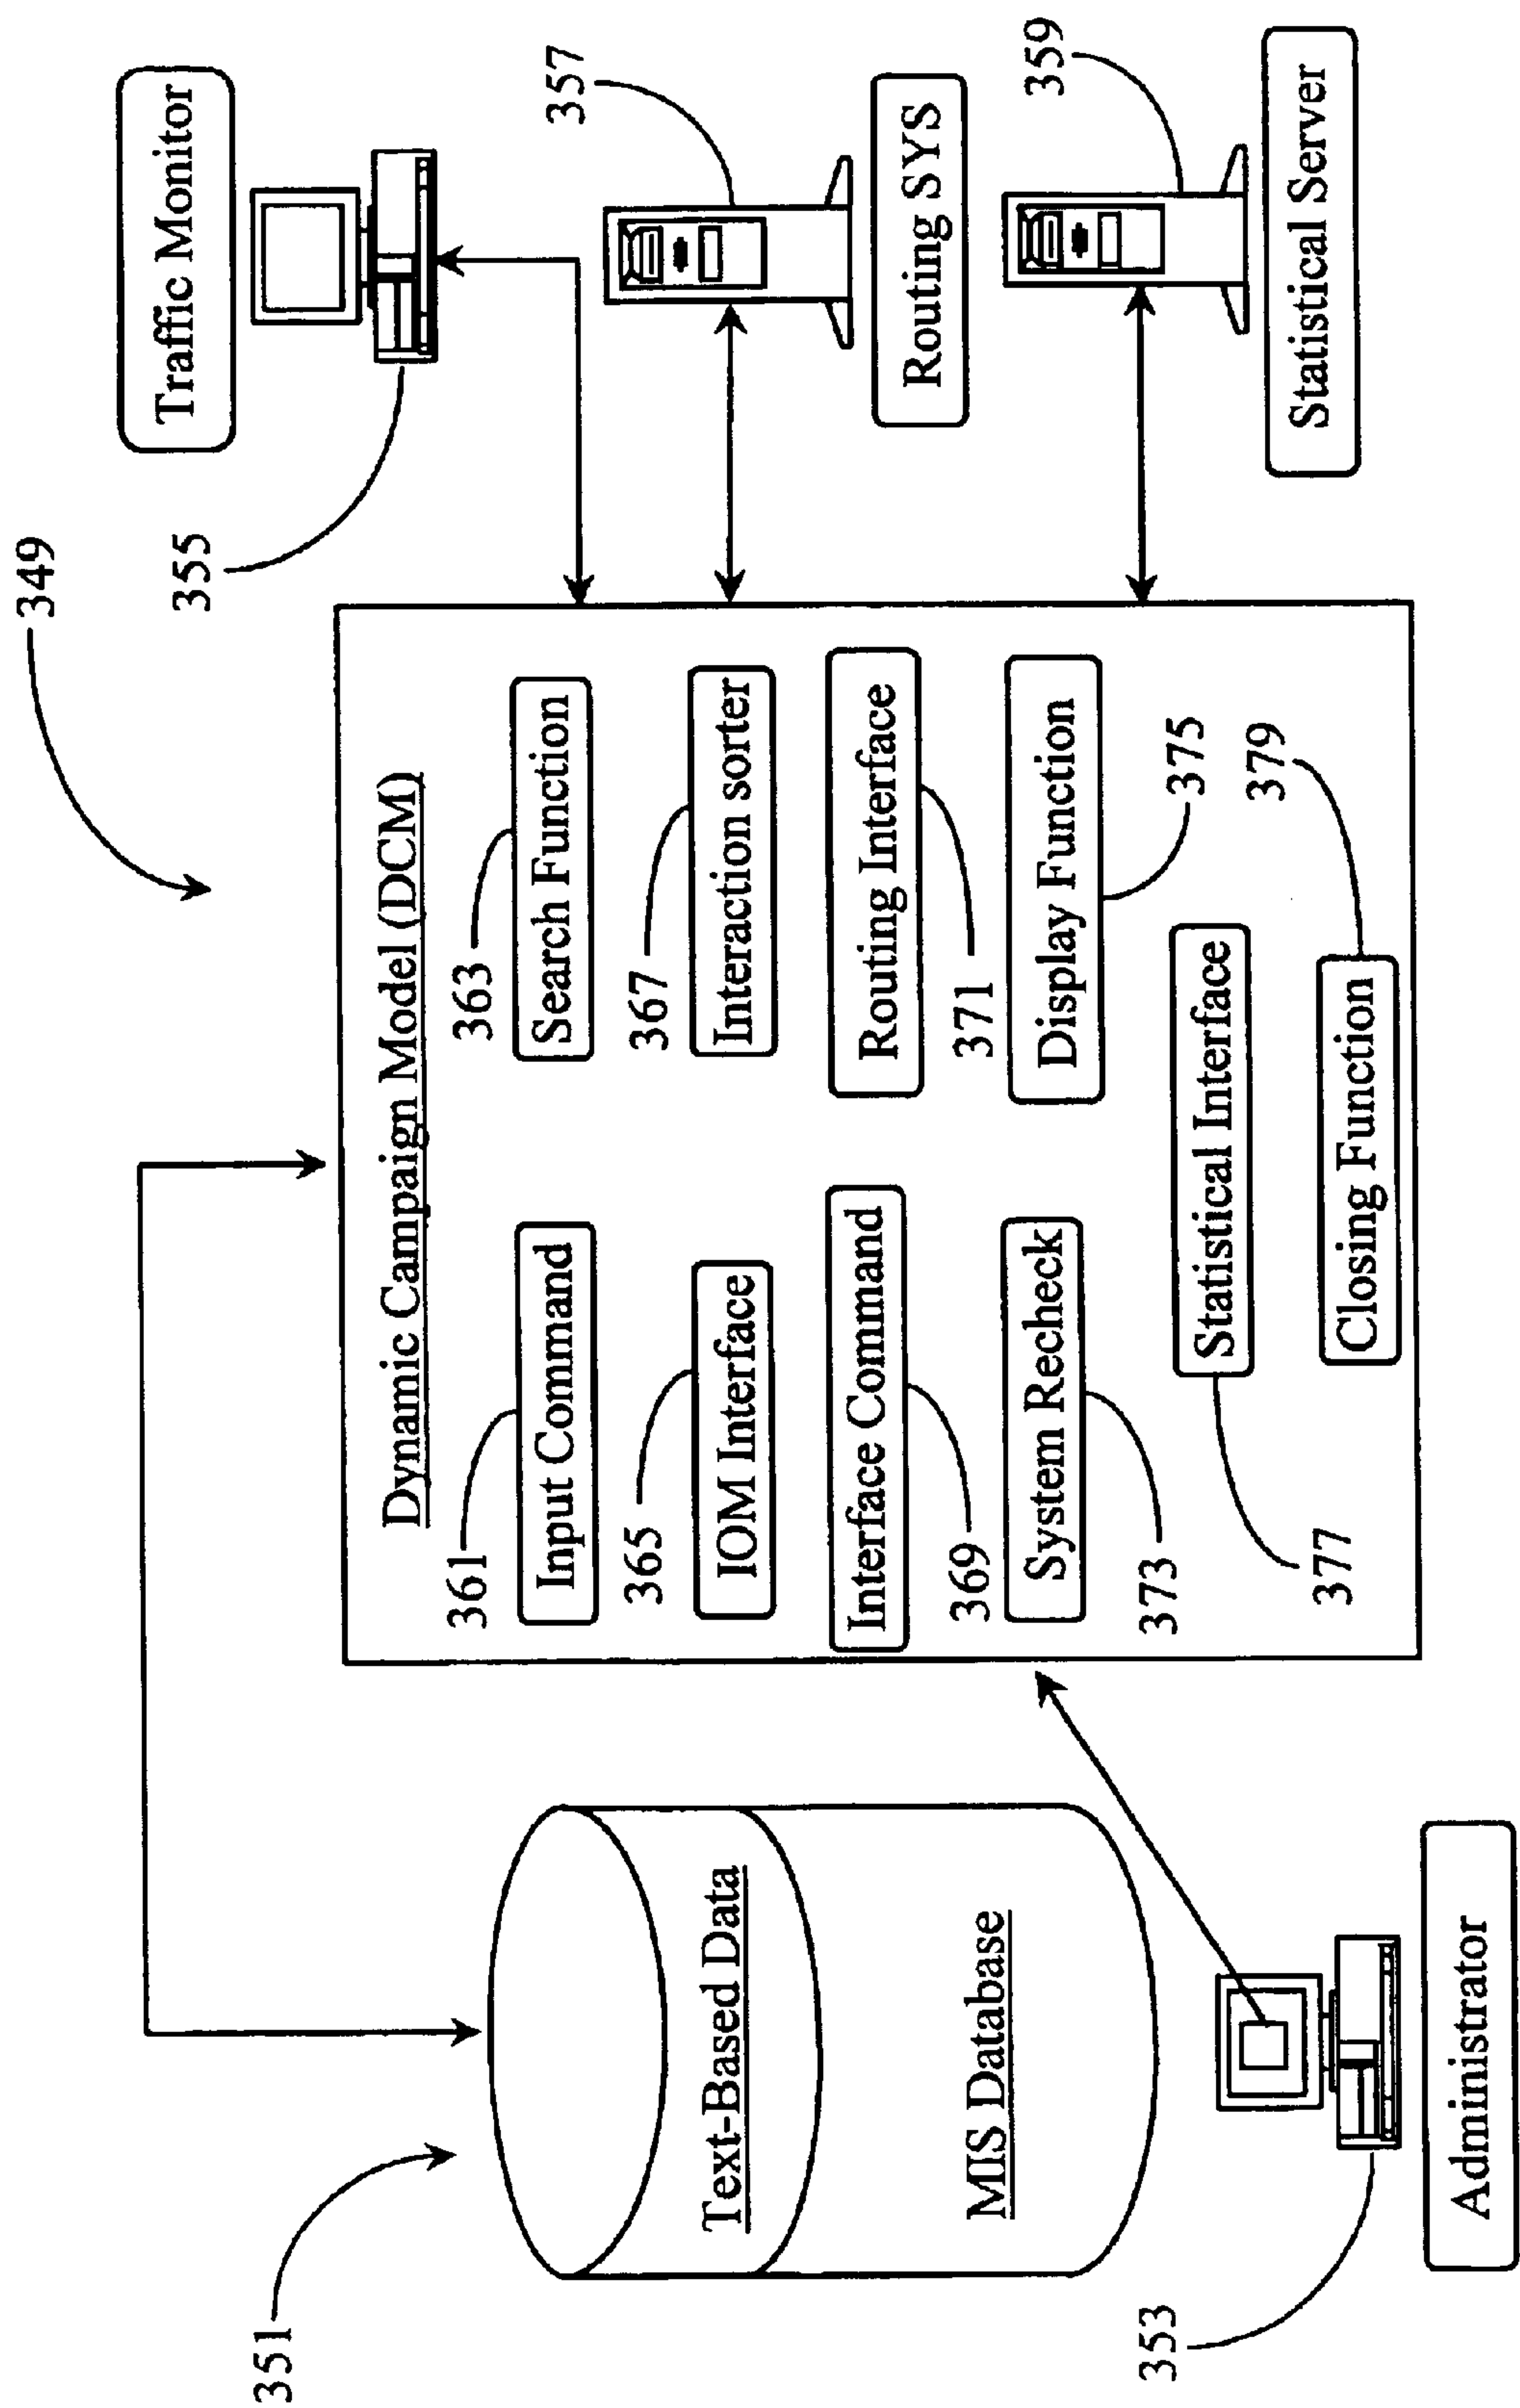 349
351
Text-Based Data
MIS Database
353
Administrator
Dynamic Campaign Model (DCM)
361
Input Command
363
Search Function
365
IOM Interface
367
Interaction sorter
Interface Command
369
Routing Interface
371
System Recheck
373
Display Function
375
Statistical Interface
377
Closing Function
379
Traffic Monitor
355
357
Routing SYS
359
Statistical Server